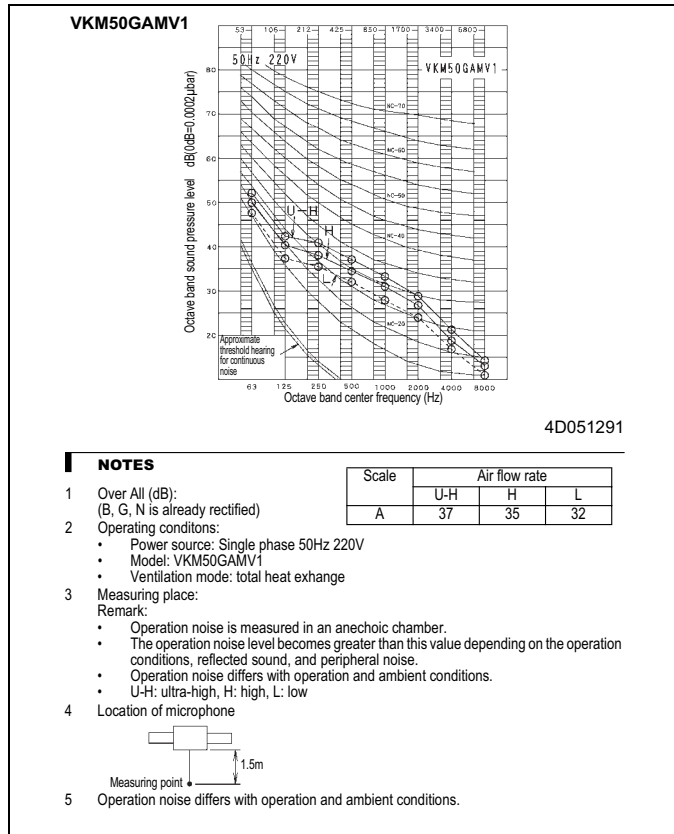 VKM50GAMV1
53 106 212 425 850 1700 3400 6800
50Hz 220V
VKM50GAMV1
Octave band sound pressure level dB(0dB=0.0002µbar)
80
70
60
50
40
30
20
NC-70
NC-60
NC-50
NC-40
NC-20
U-H
H
L
Approximate
threshold hearing
for continuous
noise
63 125 250 500 1000 2000 4000 8000
Octave band center frequency (Hz)
4D051291
NOTES
1 Over All (dB):
(B, G, N is already rectified)
Scale Air flow rate
U-H H L
A 37 35 32
2 Operating conditons:
• Power source: Single phase 50Hz 220V
• Model: VKM50GAMV1
• Ventilation mode: total heat exhange
3 Measuring place:
Remark:
• Operation noise is measured in an anechoic chamber.
• The operation noise level becomes greater than this value depending on the operation
conditions, reflected sound, and peripheral noise.
• Operation noise differs with operation and ambient conditions.
• U-H: ultra-high, H: high, L: low
4 Location of microphone
1.5m
Measuring point
5 Operation noise differs with operation and ambient conditions.